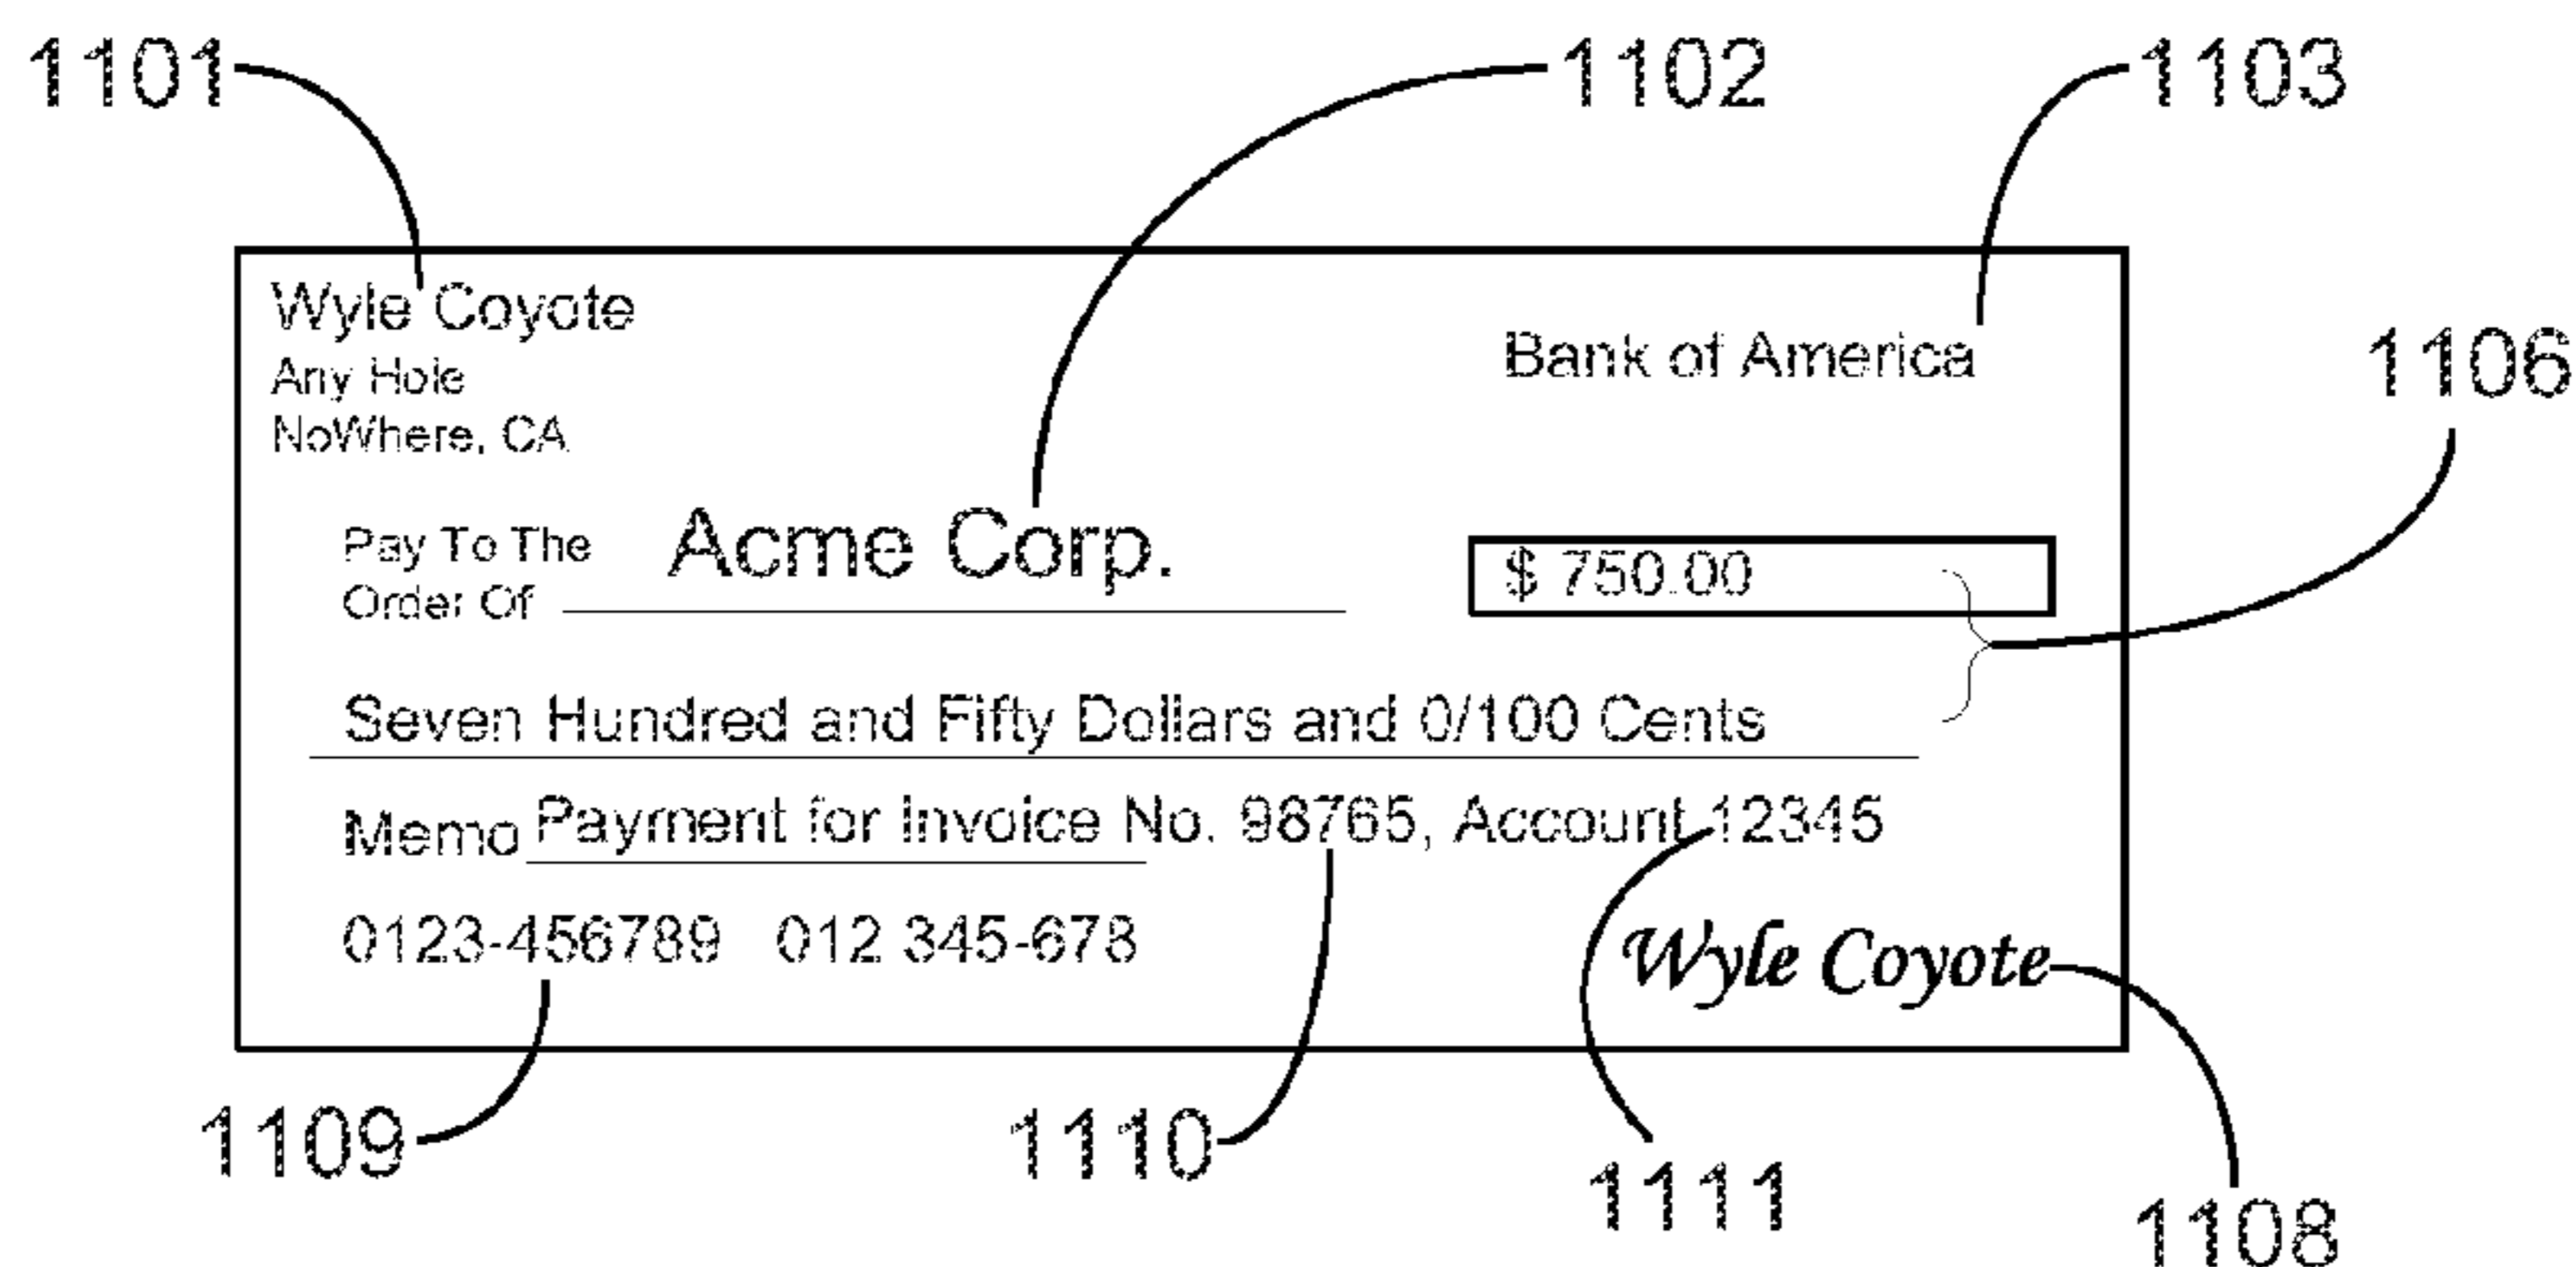 1101 1102 1103
Wyle Coyote
Any Hole
NoWhere, CA
Bank of America
1106
Pay To The
Order Of
Acme Corp.
$ 750.00
Seven Hundred and Fifty Dollars and 0/100 Cents
Memo Payment for Invoice No. 98765, Account 12345
0123-456789 012 345-678
Wyle Coyote
1109 1110 1111 1108